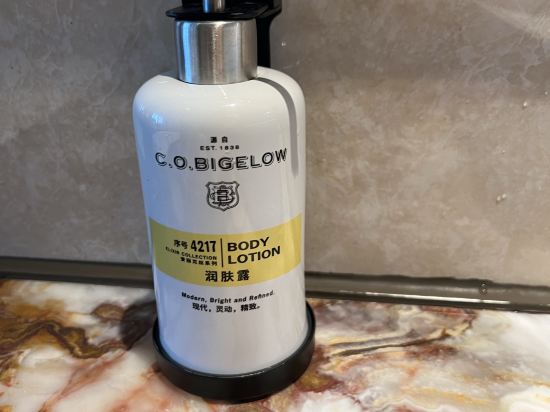 源自
EST. 1838
C.O.BIGELOW
序号 4217
ELIXIR COLLECTION
BODY
LOTION
润肤露
Modern, Bright and Refined.
现代，灵动，精致。